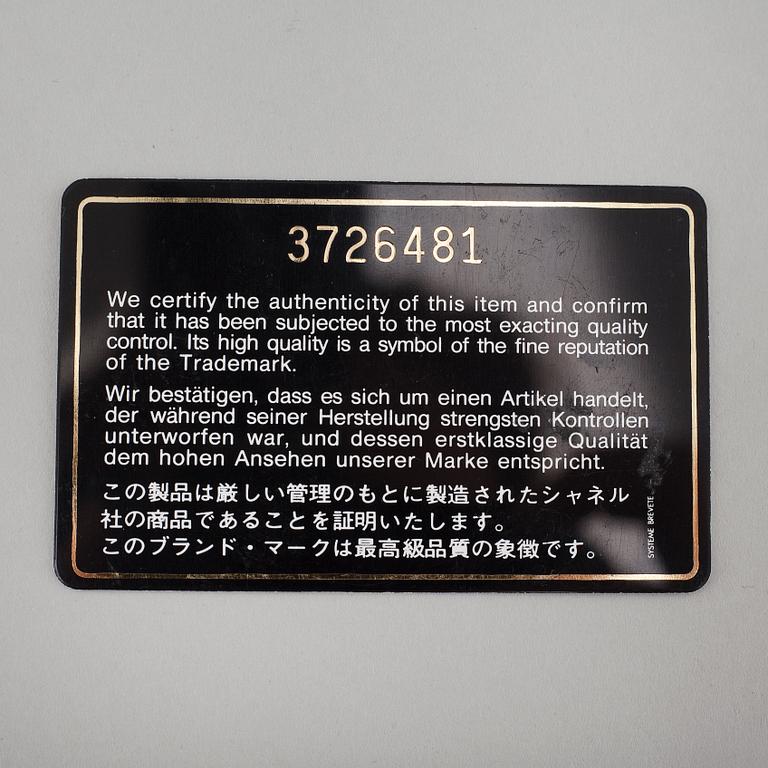 3726481
We certify the authenticity of this item and confirm
that it has been subjected to the most exacting quality
control. Its high quality is a symbol of the fine reputation
of the Trademark.
Wir bestätigen, dass es sich um einen Artikel handelt,
der während seiner Herstellung strengsten Kontrollen
unterworfen war, und dessen erstklassige Qualität
dem hohen Ansehen unserer Marke entspricht.
この製品は厳しい管理のもとに製造されたシャネル
社の商品であることを証明いたします。
このブランド・マークは最高級品質の象徴です。
SYSTEME BREVETE